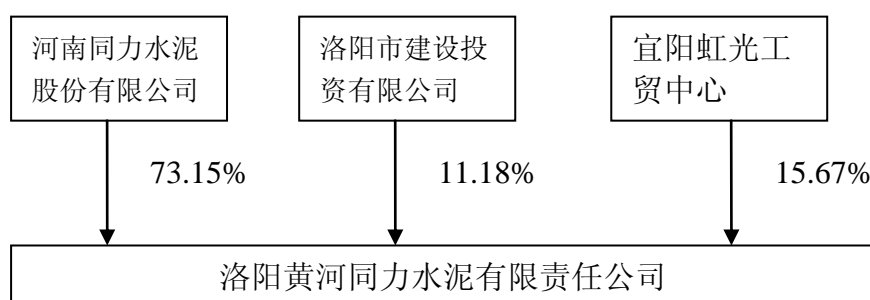 河南同力水泥
股份有限公司
洛阳市建设投
资有限公司
宜阳虹光工
贸中心
73.15%
11.18%
15.67%
洛阳黄河同力水泥有限责任公司